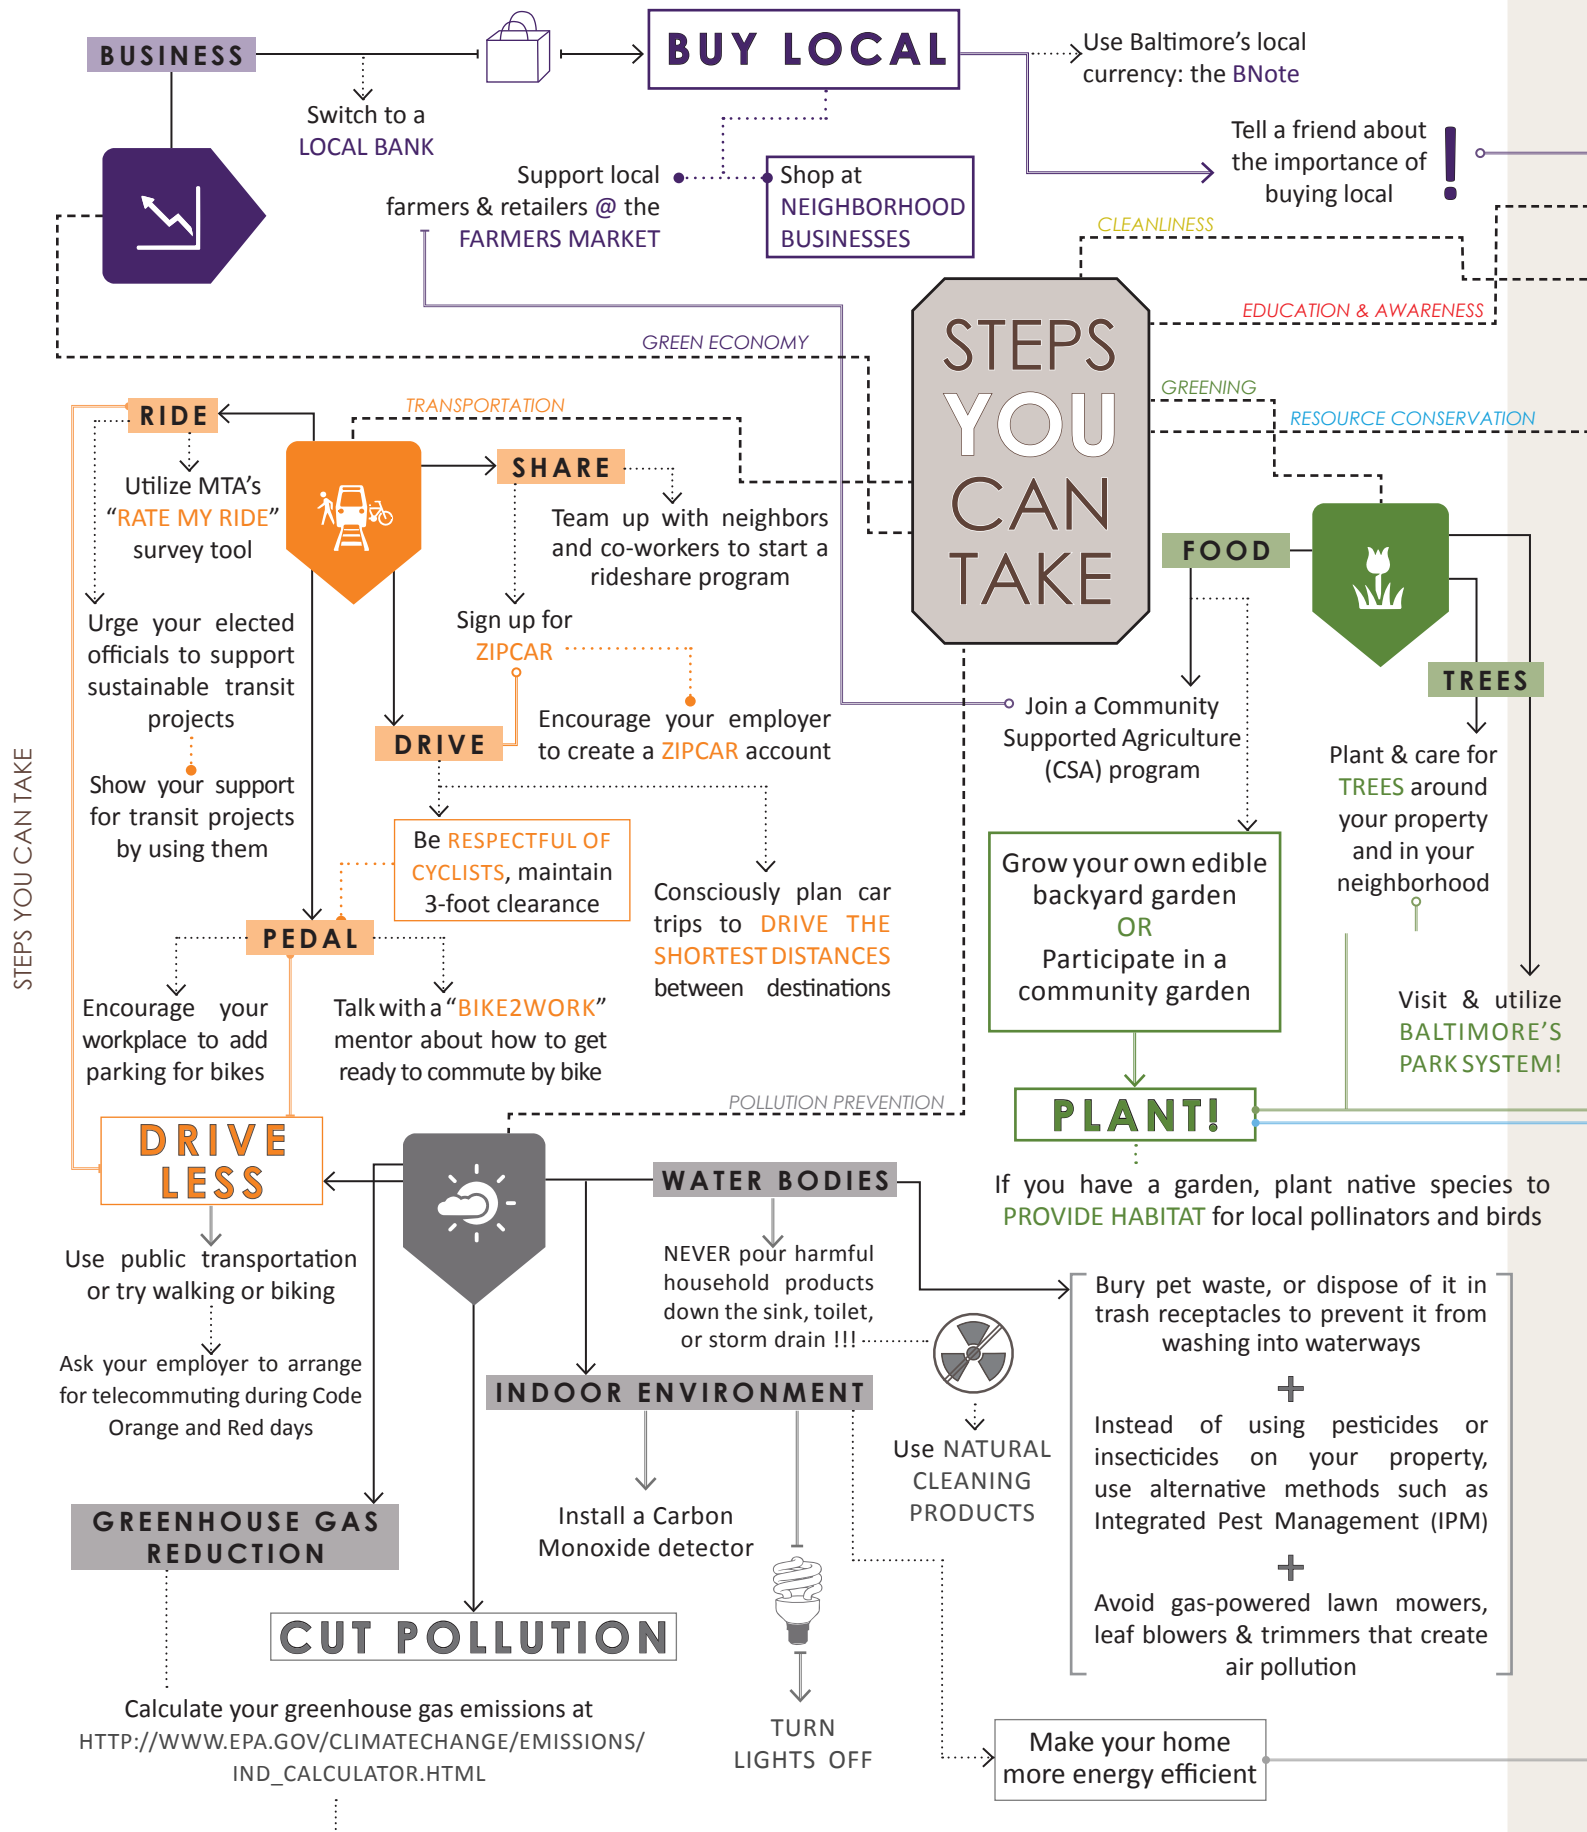 BUSINESS
Switch to a
LOCAL BANK
BUY LOCAL
Use Baltimore's local
currency: the BNote
Tell a friend about
the importance of
buying local
!
Support local
farmers & retailers @ the
FARMERS MARKET
Shop at
NEIGHBORHOOD
BUSINESSES
CLEANLINESS
EDUCATION & AWARENESS
GREEN ECONOMY
GREENING
RESOURCE CONSERVATION
TRANSPORTATION
STEPS
YOU
CAN
TAKE
RIDE
Utilize MTA's
“RATE MY RIDE”
survey tool
Urge your elected
officials to support
sustainable transit
projects
Show your support
for transit projects
by using them
SHARE
Team up with neighbors
and co-workers to start a
rideshare program
Sign up for
ZIPCAR
Encourage your employer
to create a ZIPCAR account
DRIVE
Be RESPECTFUL OF
CYCLISTS, maintain
3-foot clearance
Consciously plan car
trips to DRIVE THE
SHORTEST DISTANCES
between destinations
PEDAL
Encourage your
workplace to add
parking for bikes
Talk with a “BIKE2WORK”
mentor about how to get
ready to commute by bike
STEPS YOU CAN TAKE
FOOD
Join a Community
Supported Agriculture
(CSA) program
Grow your own edible
backyard garden
OR
Participate in a
community garden
TREES
Plant & care for
TREES around
your property
and in your
neighborhood
Visit & utilize
BALTIMORE'S
PARK SYSTEM!
PLANT!
If you have a garden, plant native species to
PROVIDE HABITAT for local pollinators and birds
POLLUTION PREVENTION
DRIVE
LESS
Use public transportation
or try walking or biking
Ask your employer to arrange
for telecommuting during Code
Orange and Red days
WATER BODIES
NEVER pour harmful
household products
down the sink, toilet,
or storm drain !!!
Use NATURAL
CLEANING
PRODUCTS
Bury pet waste, or dispose of it in
trash receptacles to prevent it from
washing into waterways
+
Instead of using pesticides or
insecticides on your property,
use alternative methods such as
Integrated Pest Management (IPM)
+
Avoid gas-powered lawn mowers,
leaf blowers & trimmers that create
air pollution
INDOOR ENVIRONMENT
Install a Carbon
Monoxide detector
TURN
LIGHTS OFF
Make your home
more energy efficient
GREENHOUSE GAS
REDUCTION
CUT POLLUTION
Calculate your greenhouse gas emissions at
HTTP://WWW.EPA.GOV/CLIMATECHANGE/EMISSIONS/
IND_CALCULATOR.HTML